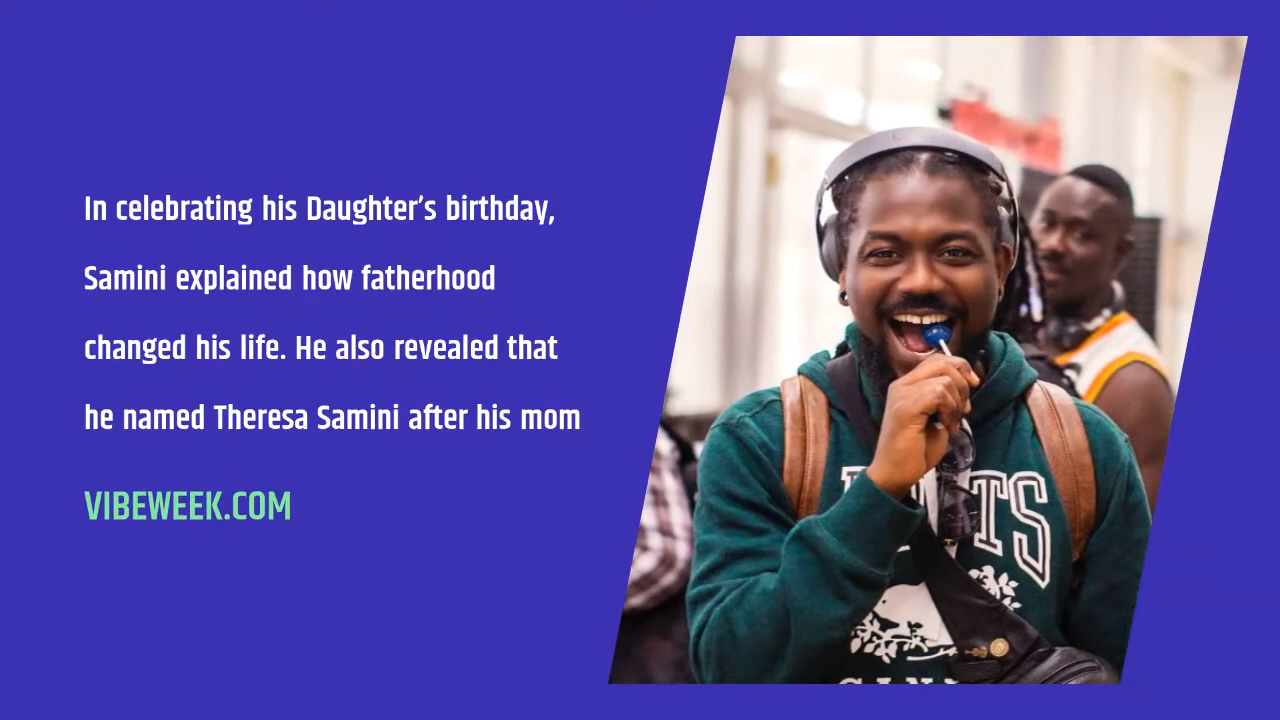 In celebrating his Daughter’s birthday,
Samini explained how fatherhood
changed his life. He also revealed that
he named Theresa Samini after his mom
VIBEWEEK.COM